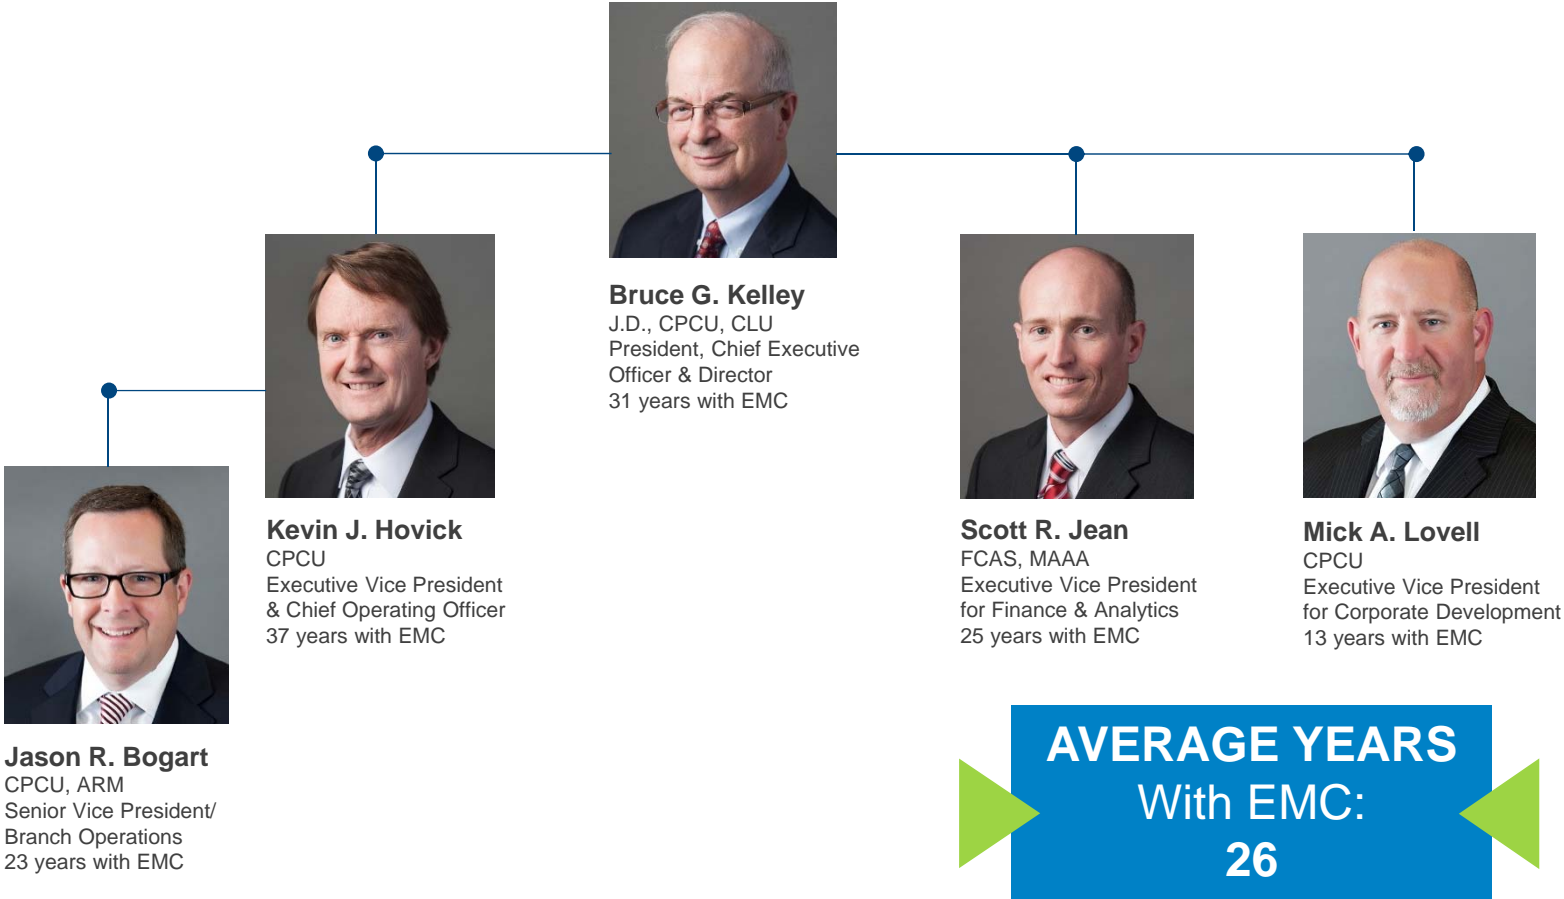 Bruce G. Kelley
J.D., CPCU, CLU
President, Chief Executive
Officer & Director
31 years with EMC
Kevin J. Hovick
CPCU
Executive Vice President
& Chief Operating Officer
37 years with EMC
Scott R. Jean
FCAS, MAAA
Executive Vice President
for Finance & Analytics
25 years with EMC
Mick A. Lovell
CPCU
Executive Vice President
for Corporate Development
13 years with EMC
Jason R. Bogart
CPCU, ARM
Senior Vice President/
Branch Operations
23 years with EMC
AVERAGE YEARS
With EMC:
26